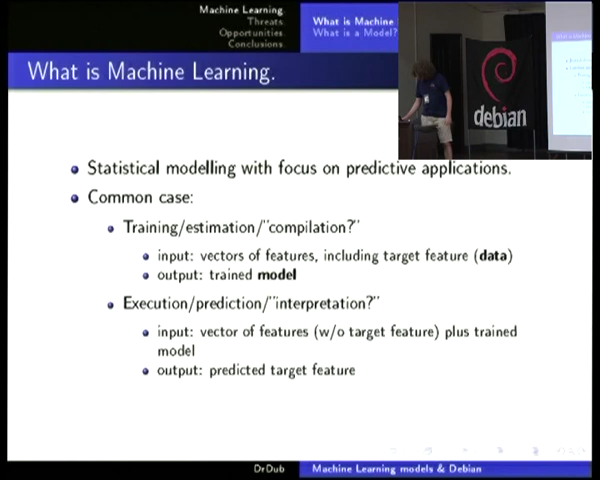 Machine Learning
Threats
Opportunities
Conclusions
What is Machine
What is a Model?
What is Machine Learning.
debian
Statistical modelling with focus on predictive applications.
Common case:
Training/estimation/"compilation?"
input: vectors of features, including target feature (data)
output: trained model
Execution/prediction/"interpretation?"
input: vector of features (w/o target feature) plus trained
model
output: predicted target feature
DrDub
Machine Learning models & Debian